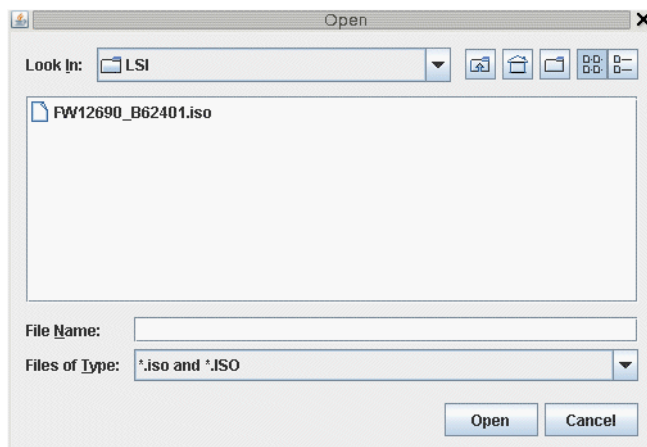 Open
Look In: LSI
FW12690_B62401.iso
File Name:
Files of Type: *.iso and *.ISO
Open Cancel